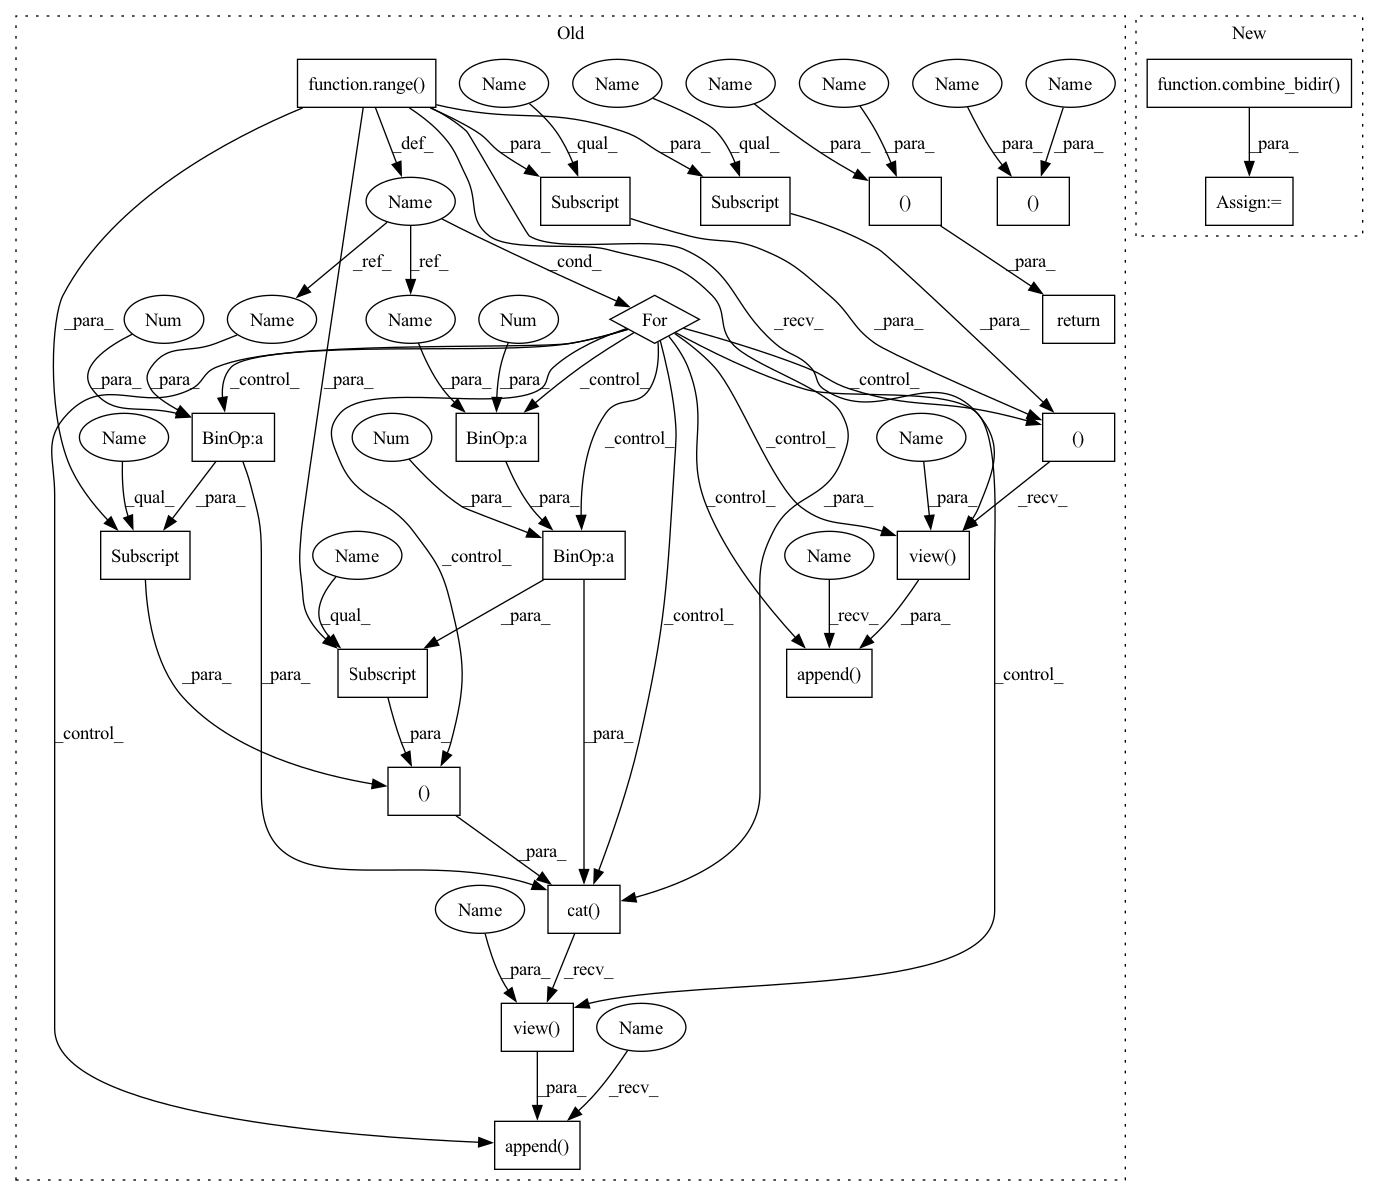 Old
New
function.range()
Name
Name
Name
Name
Name
Name
function.combine_bidir()
_def_
_para_
_qual_
_para_
_qual_
_para_
_para_
_para_
_para_
_para_
Name
Subscript
Subscript
()
()
Assign:=
_ref_
_ref_
_cond_
_para_
_para_
_recv_
_para_
_para_
Num
Name
Name
Num
For
return
_para_
_para_
_control_
_para_
_para_
_para_
_control_
_control_
Name
BinOp:a
Num
BinOp:a
Name
()
_qual_
_para_
_para_
_para_
_control_
_control_
_para_
_para_
_recv_
Subscript
Name
BinOp:a
Name
view()
_control_
_qual_
_para_
_control_
_control_
_recv_
_para_
Subscript
append()
_para_
_para_
_control_
_control_
_para_
_para_
()
_para_
Name
cat()
_para_
_recv_
view()
Name
_para_
_recv_
append()